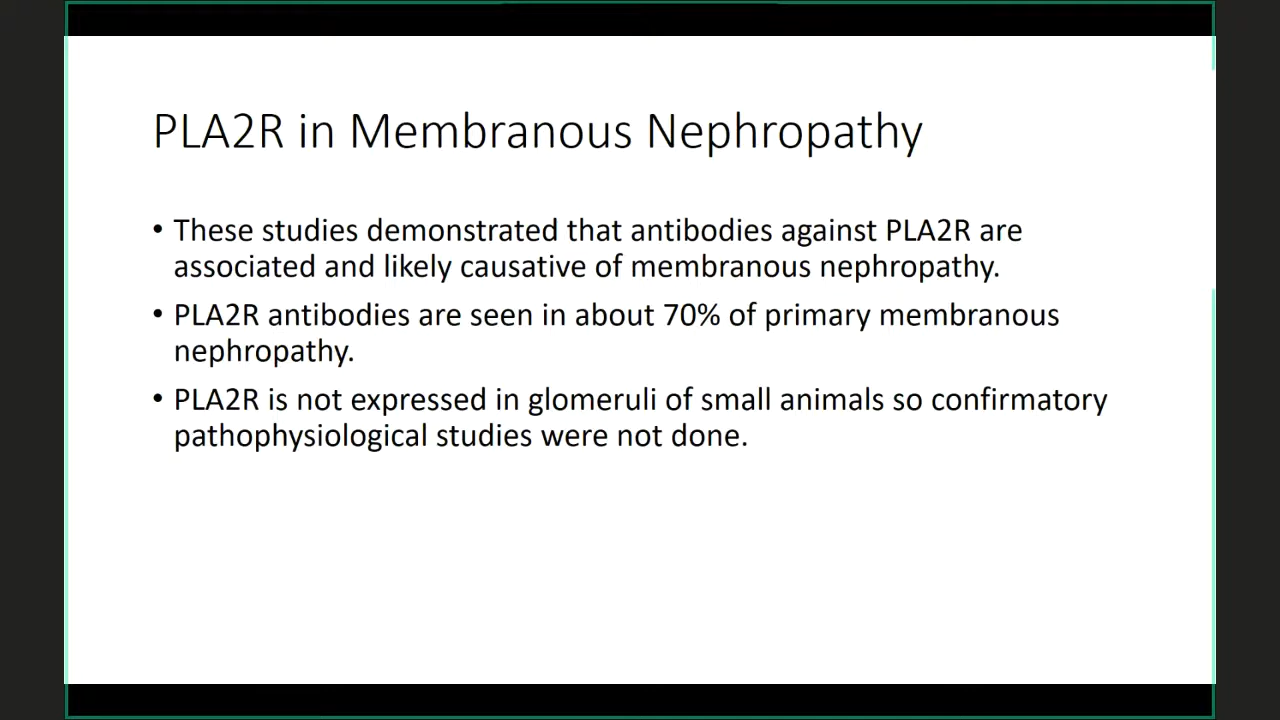 PLA2R in Membranous Nephropathy
• These studies demonstrated that antibodies against PLA2R are
associated and likely causative of membranous nephropathy.
• PLA2R antibodies are seen in about 70% of primary membranous
nephropathy.
• PLA2R is not expressed in glomeruli of small animals so confirmatory
pathophysiological studies were not done.